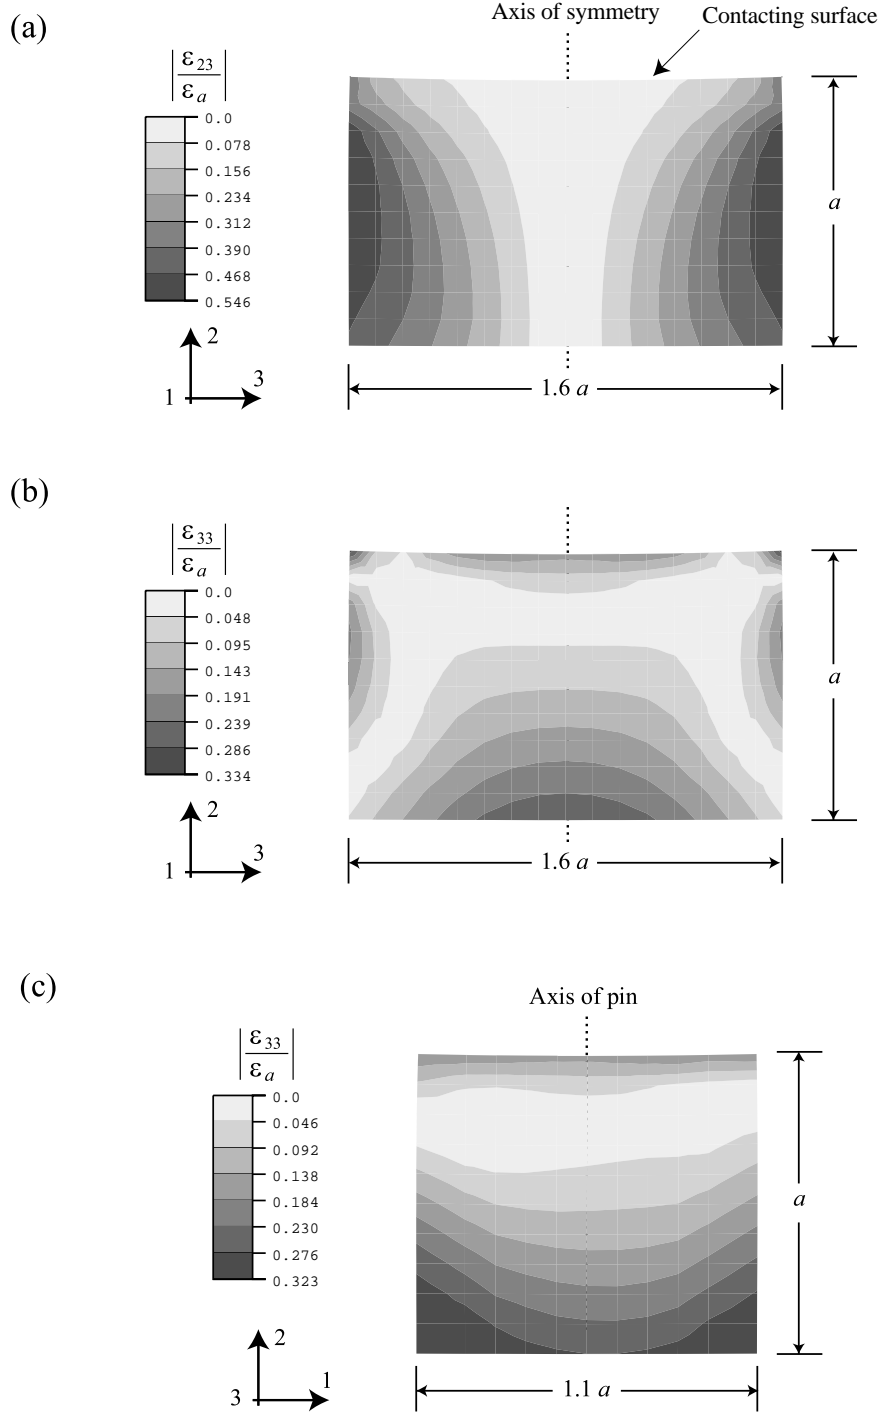 (a)
Axis of symmetry
Contacting surface
ε23
εa
0.0
0.078
0.156
0.234
0.312
0.390
0.468
0.546
a
2
3
1
1.6 a
(b)
ε33
εa
0.0
0.048
0.095
0.143
0.191
0.239
0.286
0.334
a
2
3
1
1.6 a
(c)
Axis of pin
ε33
εa
0.0
0.046
0.092
0.138
0.184
0.230
0.276
0.323
a
2
1
3
1.1 a